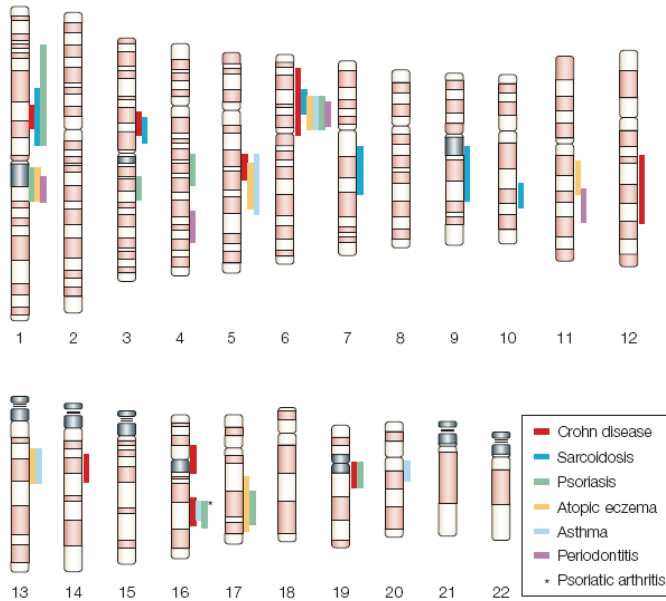 1 2 3 4 5 6 7 8 9 10 11 12
*
13 14 15 16 17 18 19 20 21 22
Crohn disease
Sarcoidosis
Psoriasis
Atopic eczema
Asthma
Periodontitis
* Psoriatic arthritis